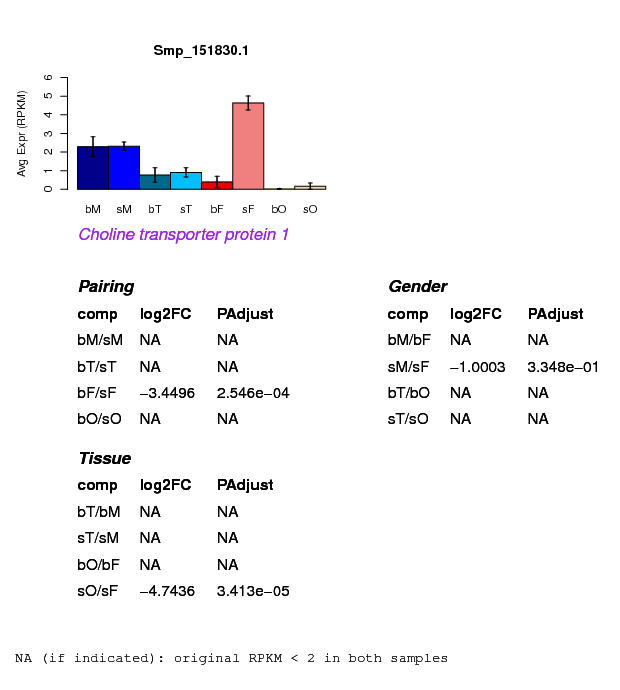 Smp_151830.1
Avg Expr (RPKM)
0 1 2 3 4 5 6
bM sM bT sT bF sF bO sO
Choline transporter protein 1
Pairing
comp log2FC PAdjust
bM/sM NA NA
bT/sT NA NA
bF/sF −3.4496 2.546e−04
bO/sO NA NA
Gender
comp log2FC PAdjust
bM/bF NA NA
sM/sF −1.0003 3.348e−01
bT/bO NA NA
sT/sO NA NA
Tissue
comp log2FC PAdjust
bT/bM NA NA
sT/sM NA NA
bO/bF NA NA
sO/sF −4.7436 3.413e−05
NA (if indicated): original RPKM < 2 in both samples